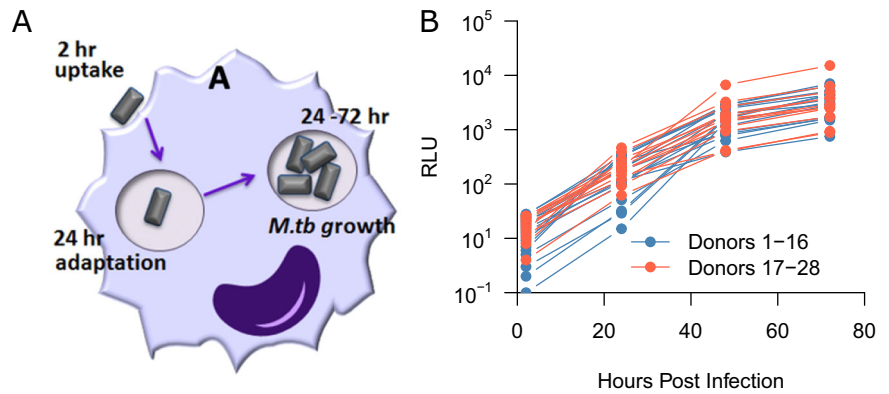 A
2 hr
uptake
A
24 -72 hr
M.tb growth
24 hr
adaptation
B
10^5
10^4
10^3
10^2
10^1
10^−1
RLU
Donors 1−16
Donors 17−28
0
20
40
60
80
Hours Post Infection